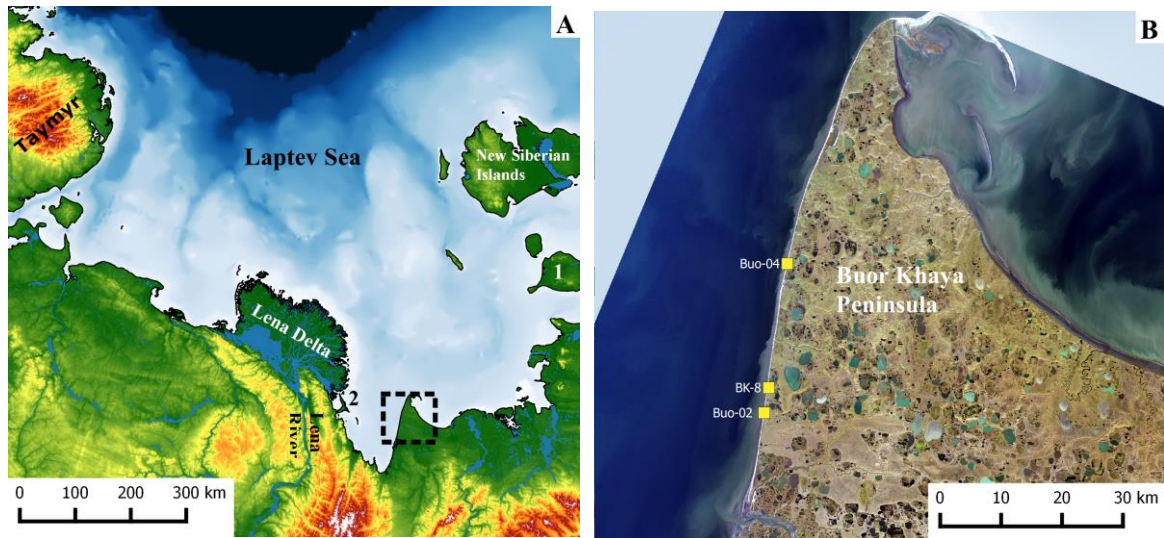 A
Taymyr
Laptev Sea
New Siberian
Islands
1
Lena Delta
2
Lena
River
0 100 200 300 km
B
Buo-04
Buor Khaya
Peninsula
BK-8
Buo-02
0 10 20 30 km